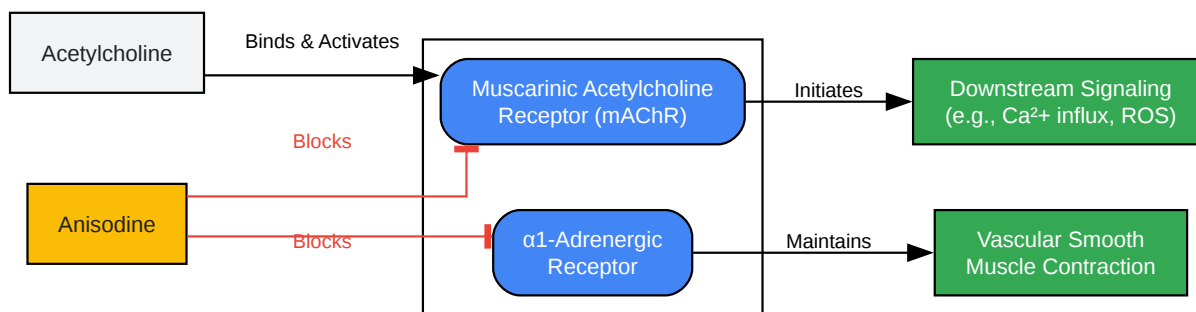 Acetylcholine
Binds & Activates
Muscarinic Acetylcholine
Receptor (mAChR)
Initiates
Downstream Signaling
(e.g., Ca²+ influx, ROS)
Blocks
Anisodine
Blocks
α1-Adrenergic
Receptor
Maintains
Vascular Smooth
Muscle Contraction